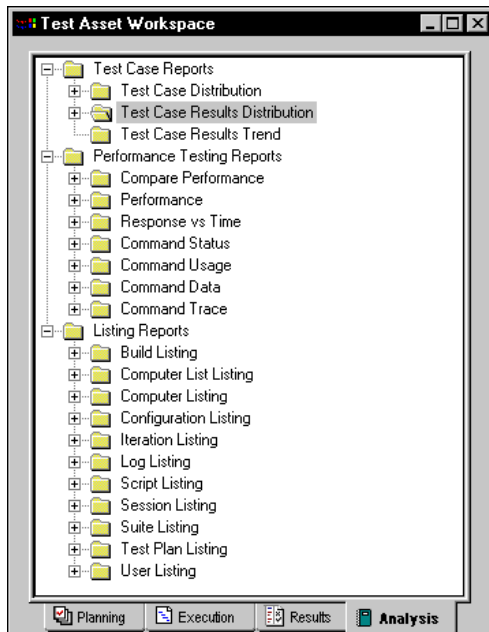 Test Asset Workspace
Test Case Reports
Test Case Distribution
Test Case Results Distribution
Test Case Results Trend
Performance Testing Reports
Compare Performance
Performance
Response vs Time
Command Status
Command Usage
Command Data
Command Trace
Listing Reports
Build Listing
Computer List Listing
Computer Listing
Configuration Listing
Iteration Listing
Log Listing
Script Listing
Session Listing
Suite Listing
Test Plan Listing
User Listing
Planning Execution Results Analysis